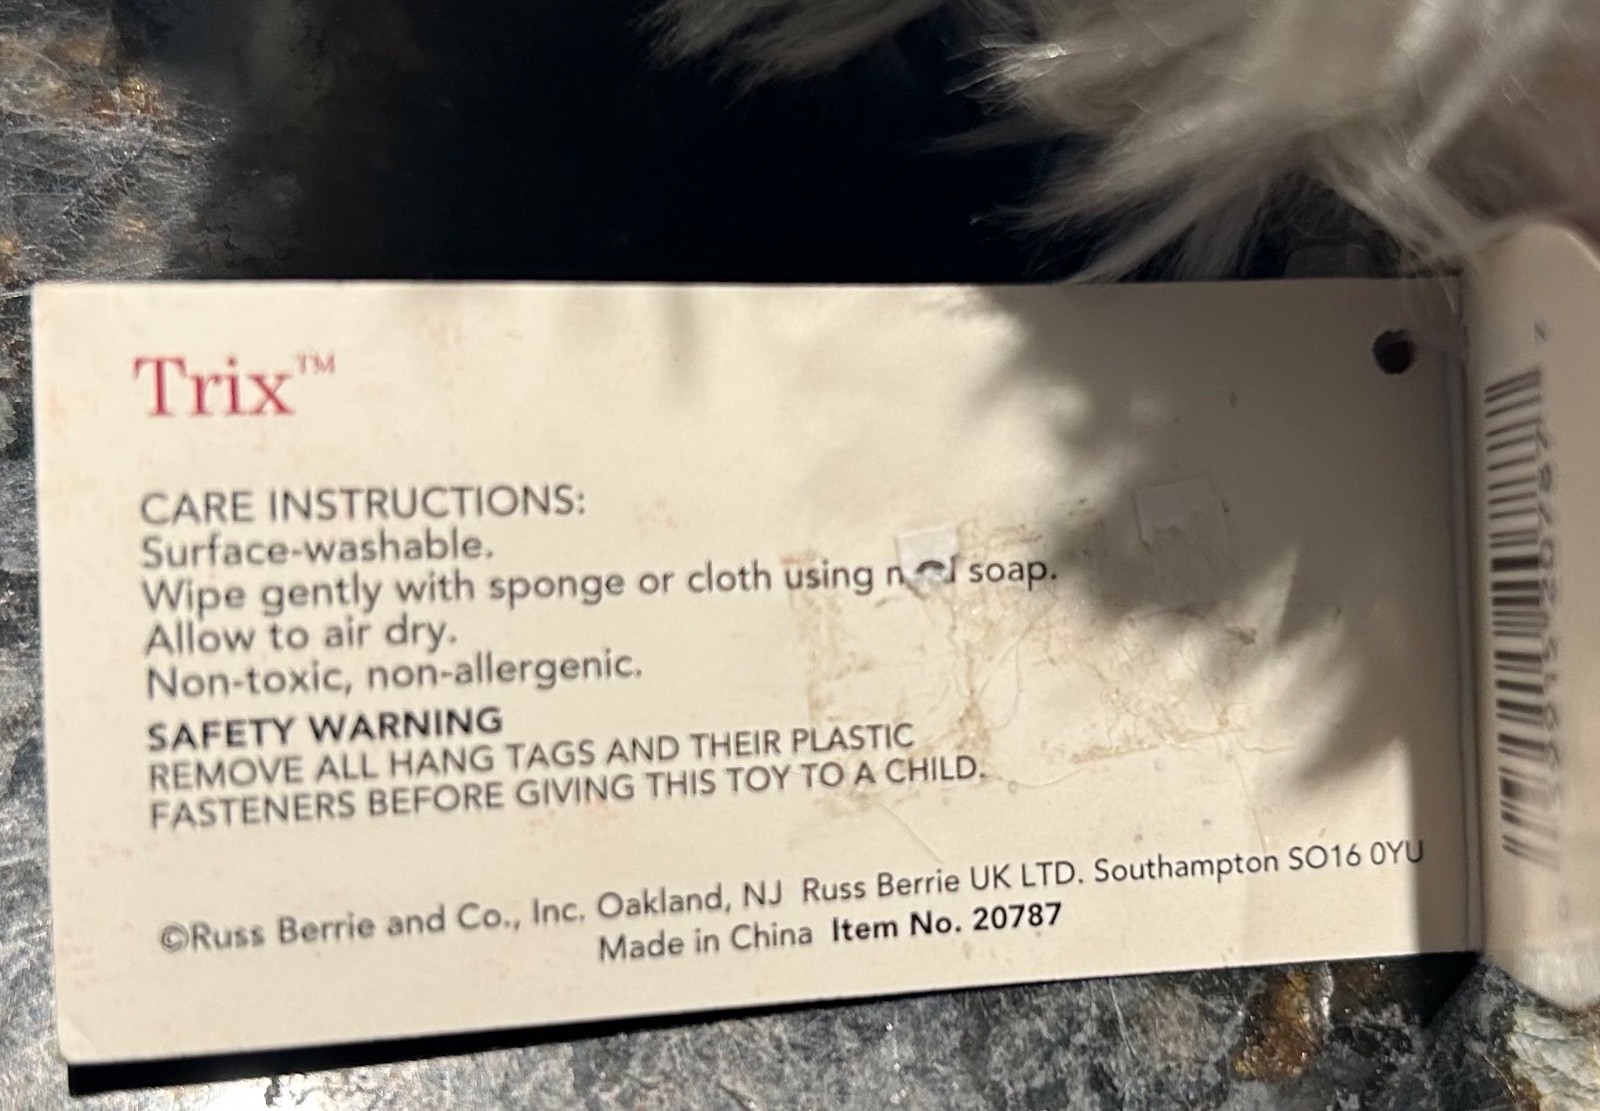 Trix™
CARE INSTRUCTIONS:
Surface-washable.
Wipe gently with sponge or cloth using soap.
Allow to air dry.
Non-toxic, non-allergenic.
SAFETY WARNING
REMOVE ALL HANG TAGS AND THEIR PLASTIC
FASTENERS BEFORE GIVING THIS TOY TO A CHILD.
©Russ Berrie and Co., Inc. Oakland, NJ Russ Berrie UK LTD. Southampton SO16 0YU
Made in China Item No. 20787